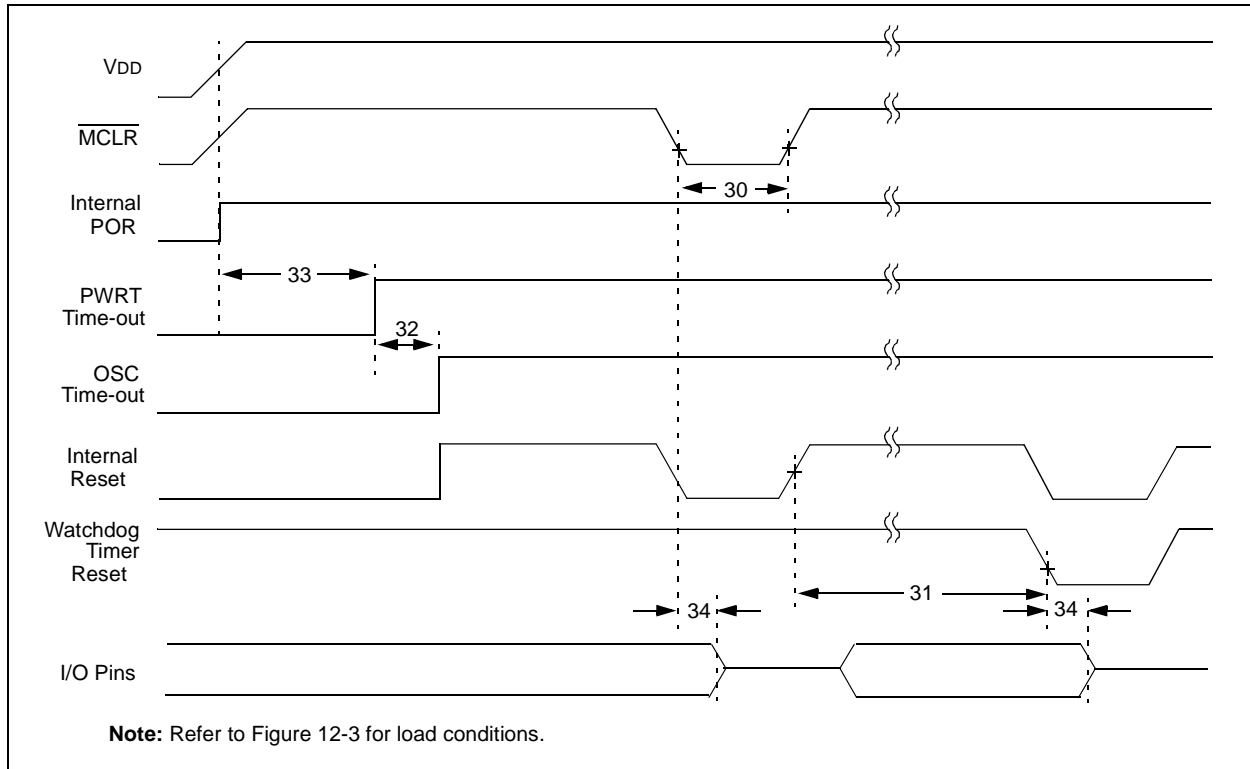 VDD
MCLR
30
Internal
POR
33
PWRT
Time-out
32
OSC
Time-out
Internal
Reset
Watchdog
Timer
Reset
31
34
34
I/O Pins
Note: Refer to Figure 12-3 for load conditions.